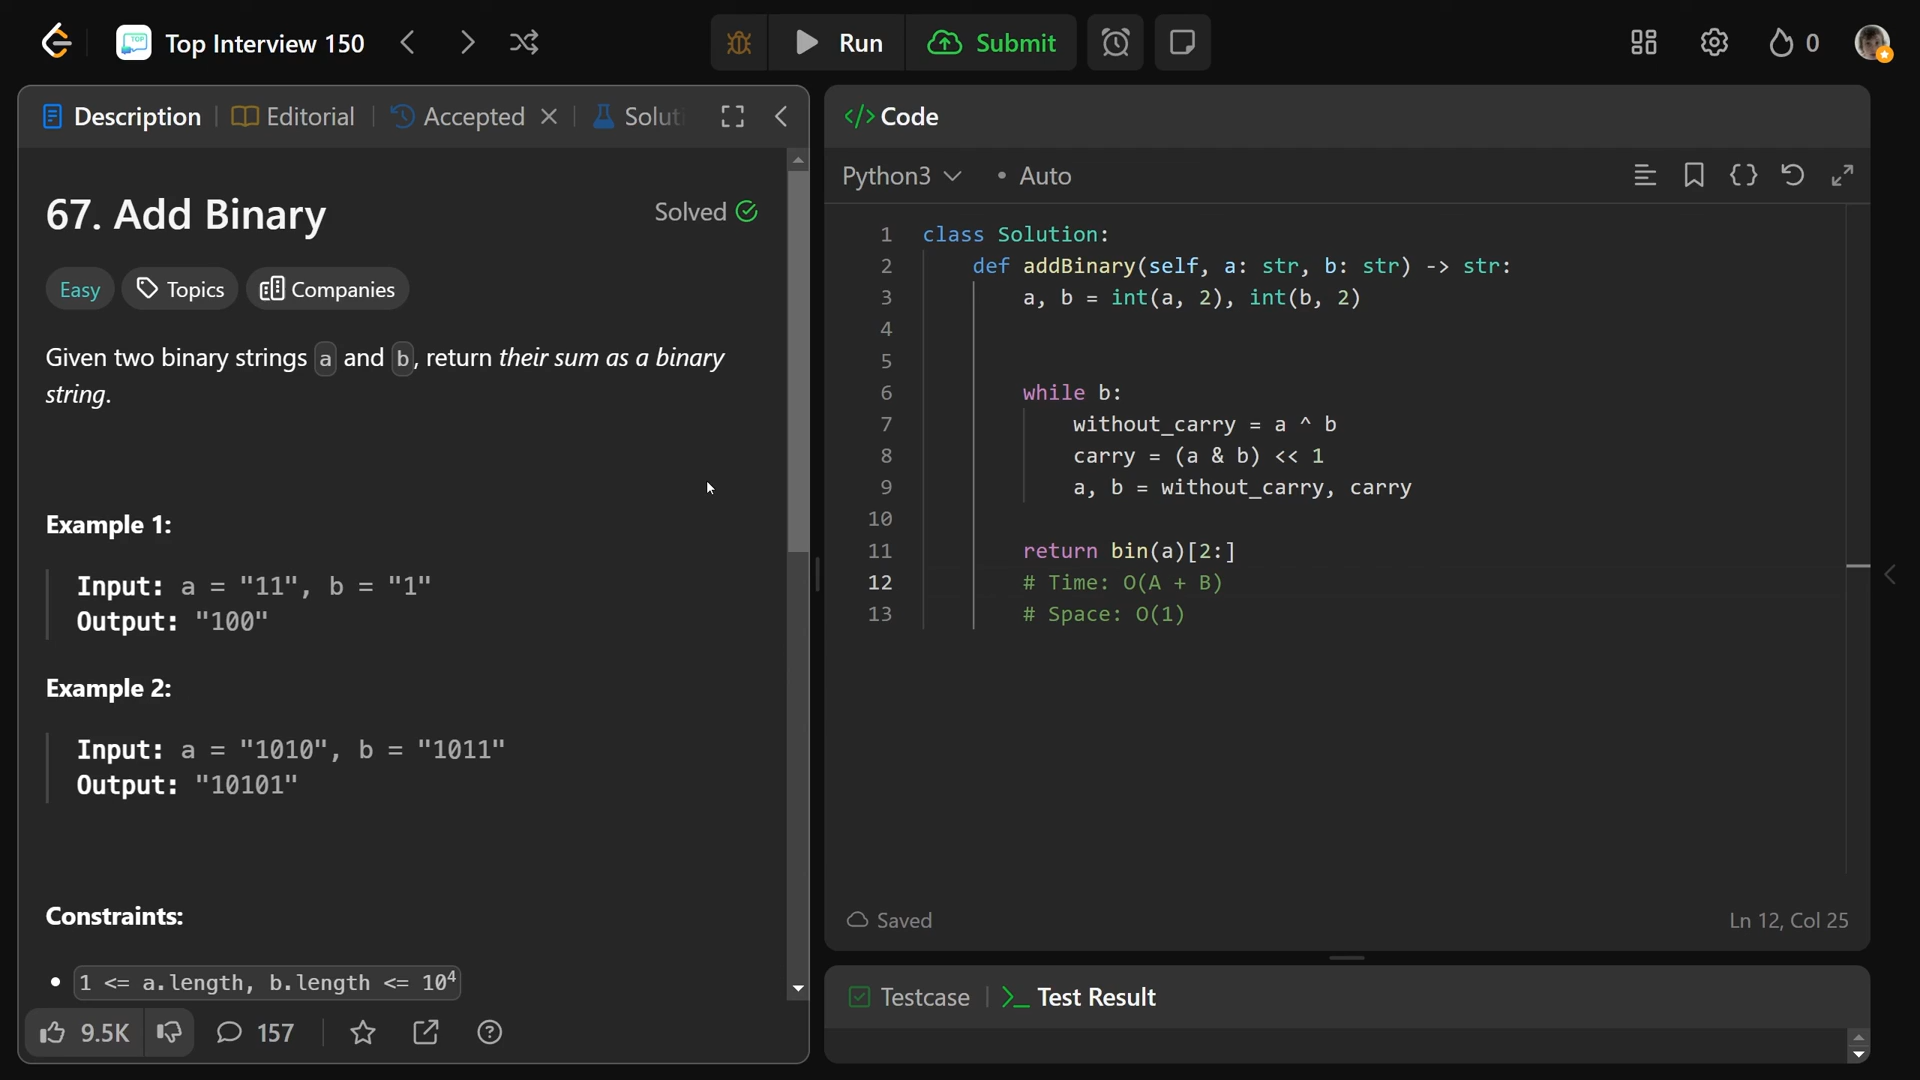 Top Interview 150
Run
Submit
0
Description
Editorial
Accepted
Soluti
67. Add Binary
Solved
Easy
Topics
Companies
Given two binary strings a and b, return their sum as a binary
string.
Example 1:
Input: a = "11", b = "1"
Output: "100"
Example 2:
Input: a = "1010", b = "1011"
Output: "10101"
Constraints:
• 1 <= a.length, b.length <= 10⁴
9.5K
157
</> Code
Python3
• Auto
1 class Solution:
2     def addBinary(self, a: str, b: str) -> str:
3         a, b = int(a, 2), int(b, 2)
4
5
6         while b:
7             without_carry = a ^ b
8             carry = (a & b) << 1
9             a, b = without_carry, carry
10
11         return bin(a)[2:]
12         # Time: O(A + B)
13         # Space: O(1)
Saved
Ln 12, Col 25
Testcase
>_ Test Result